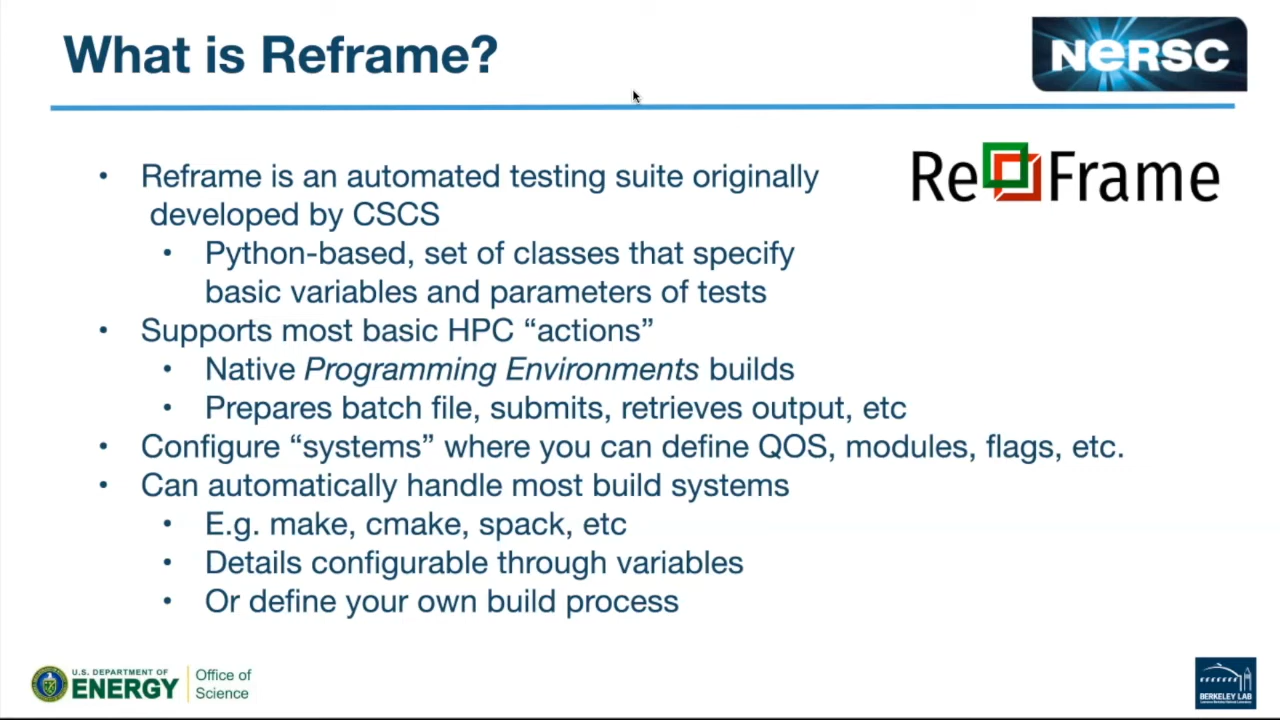 What is Reframe?
NERSC
ReFrame
• Reframe is an automated testing suite originally
developed by CSCS
• Python-based, set of classes that specify
basic variables and parameters of tests
• Supports most basic HPC “actions”
• Native Programming Environments builds
• Prepares batch file, submits, retrieves output, etc
• Configure “systems” where you can define QOS, modules, flags, etc.
• Can automatically handle most build systems
• E.g. make, cmake, spack, etc
• Details configurable through variables
• Or define your own build process
U.S. DEPARTMENT OF
ENERGY
Office of
Science
BERKELEY LAB